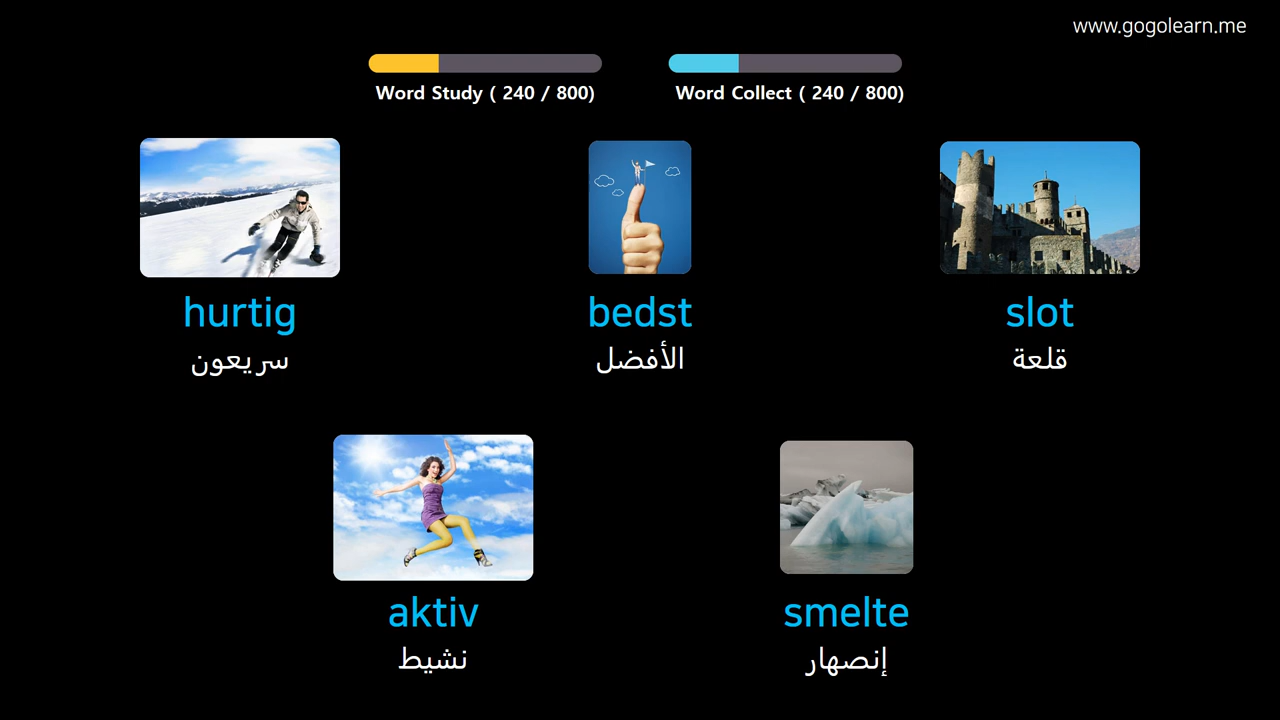 www.gogolearn.me
Word Study ( 240 / 800)
Word Collect ( 240 / 800)
hurtig
سريعون
bedst
الأفضل
slot
قلعة
aktiv
نشيط
smelte
إنصهار